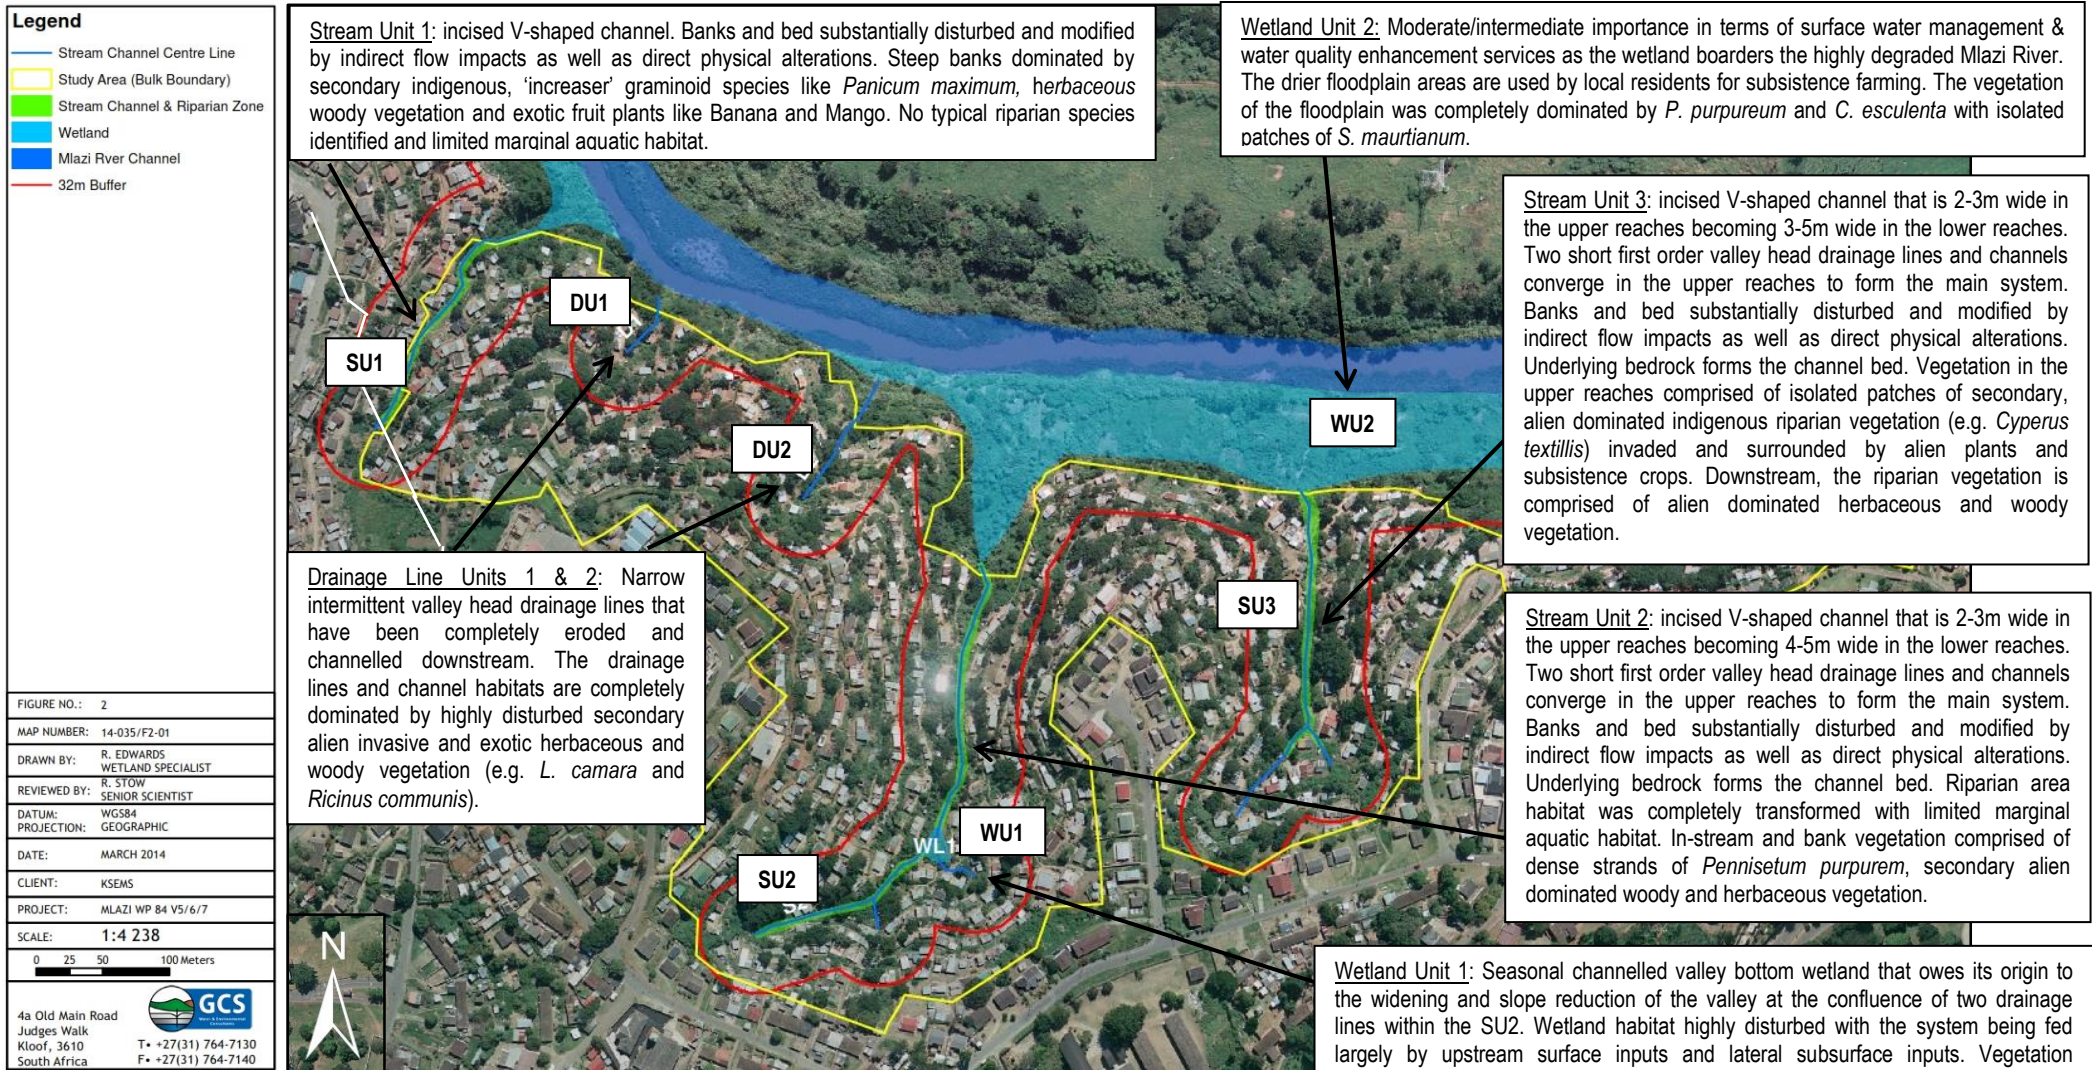 Legend
Stream Channel Centre Line
Study Area (Bulk Boundary)
Stream Channel & Riparian Zone
Wetland
Mlazi Rver Channel
32m Buffer
FIGURE NO.: 2
MAP NUMBER: 14-035/F2-01
DRAWN BY: R. EDWARDS
WETLAND SPECIALIST
REVIEWED BY: R. STOW
SENIOR SCIENTIST
DATUM: WGS84
PROJECTION: GEOGRAPHIC
DATE: MARCH 2014
CLIENT: KSEMS
PROJECT: MLAZI WP 84 V5/6/7
SCALE: 1:4 238
0 25 50 100 Meters
4a Old Main Road
Judges Walk
Kloof, 3610
South Africa
GCS
T• +27(31) 764-7130
F• +27(31) 764-7140
Stream Unit 1: incised V-shaped channel. Banks and bed substantially disturbed and modified
by indirect flow impacts as well as direct physical alterations. Steep banks dominated by
secondary indigenous, ‘increaser’ graminoid species like Panicum maximum, herbaceous
woody vegetation and exotic fruit plants like Banana and Mango. No typical riparian species
identified and limited marginal aquatic habitat.
Wetland Unit 2: Moderate/intermediate importance in terms of surface water management &
water quality enhancement services as the wetland boarders the highly degraded Mlazi River.
The drier floodplain areas are used by local residents for subsistence farming. The vegetation
of the floodplain was completely dominated by P. purpureum and C. esculenta with isolated
patches of S. maurtianum.
Stream Unit 3: incised V-shaped channel that is 2-3m wide in
the upper reaches becoming 3-5m wide in the lower reaches.
Two short first order valley head drainage lines and channels
converge in the upper reaches to form the main system.
Banks and bed substantially disturbed and modified by
indirect flow impacts as well as direct physical alterations.
Underlying bedrock forms the channel bed. Vegetation in the
upper reaches comprised of isolated patches of secondary,
alien dominated indigenous riparian vegetation (e.g. Cyperus
textillis) invaded and surrounded by alien plants and
subsistence crops. Downstream, the riparian vegetation is
comprised of alien dominated herbaceous and woody
vegetation.
DU1
SU1
WU2
DU2
SU3
Drainage Line Units 1 & 2: Narrow
intermittent valley head drainage lines that
have been completely eroded and
channelled downstream. The drainage
lines and channel habitats are completely
dominated by highly disturbed secondary
alien invasive and exotic herbaceous and
woody vegetation (e.g. L. camara and
Ricinus communis).
Stream Unit 2: incised V-shaped channel that is 2-3m wide in
the upper reaches becoming 4-5m wide in the lower reaches.
Two short first order valley head drainage lines and channels
converge in the upper reaches to form the main system.
Banks and bed substantially disturbed and modified by
indirect flow impacts as well as direct physical alterations.
Underlying bedrock forms the channel bed. Riparian area
habitat was completely transformed with limited marginal
aquatic habitat. In-stream and bank vegetation comprised of
dense strands of Pennisetum purpurem, secondary alien
dominated woody and herbaceous vegetation.
WL1
WU1
SU2
N
Wetland Unit 1: Seasonal channelled valley bottom wetland that owes its origin to
the widening and slope reduction of the valley at the confluence of two drainage
lines within the SU2. Wetland habitat highly disturbed with the system being fed
largely by upstream surface inputs and lateral subsurface inputs. Vegetation